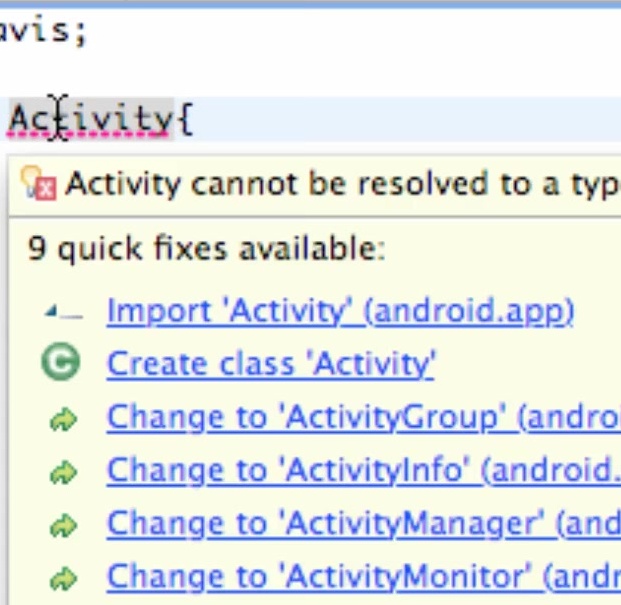 avis;
Activity{
Activity cannot be resolved to a typ
9 quick fixes available:
Import 'Activity' (android.app)
Create class 'Activity'
Change to 'ActivityGroup' (androi
Change to 'ActivityInfo' (android.
Change to 'ActivityManager' (and
Change to 'ActivityMonitor' (andr